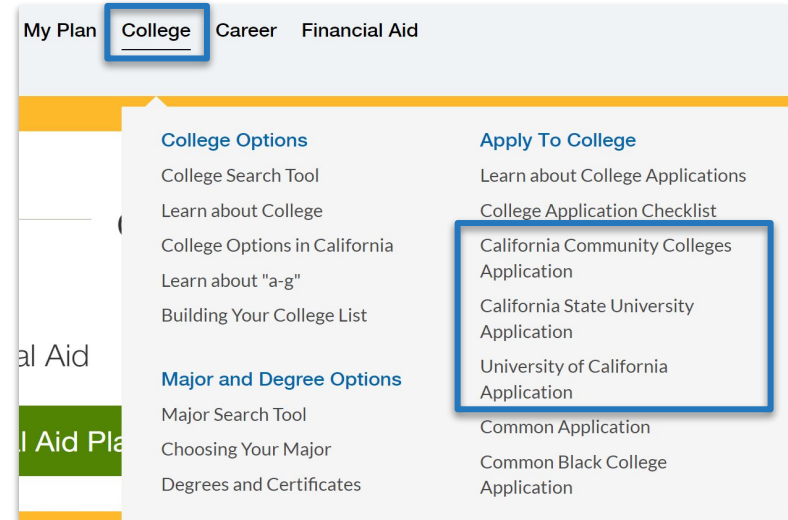 My Plan College Career Financial Aid
College Options
College Search Tool
Learn about College
College Options in California
Learn about "a-g"
Building Your College List
Major and Degree Options
Major Search Tool
Choosing Your Major
Degrees and Certificates
Apply To College
Learn about College Applications
College Application Checklist
California Community Colleges
Application
California State University
Application
University of California
Application
Common Application
Common Black College
Application
al Aid
l Aid Pla